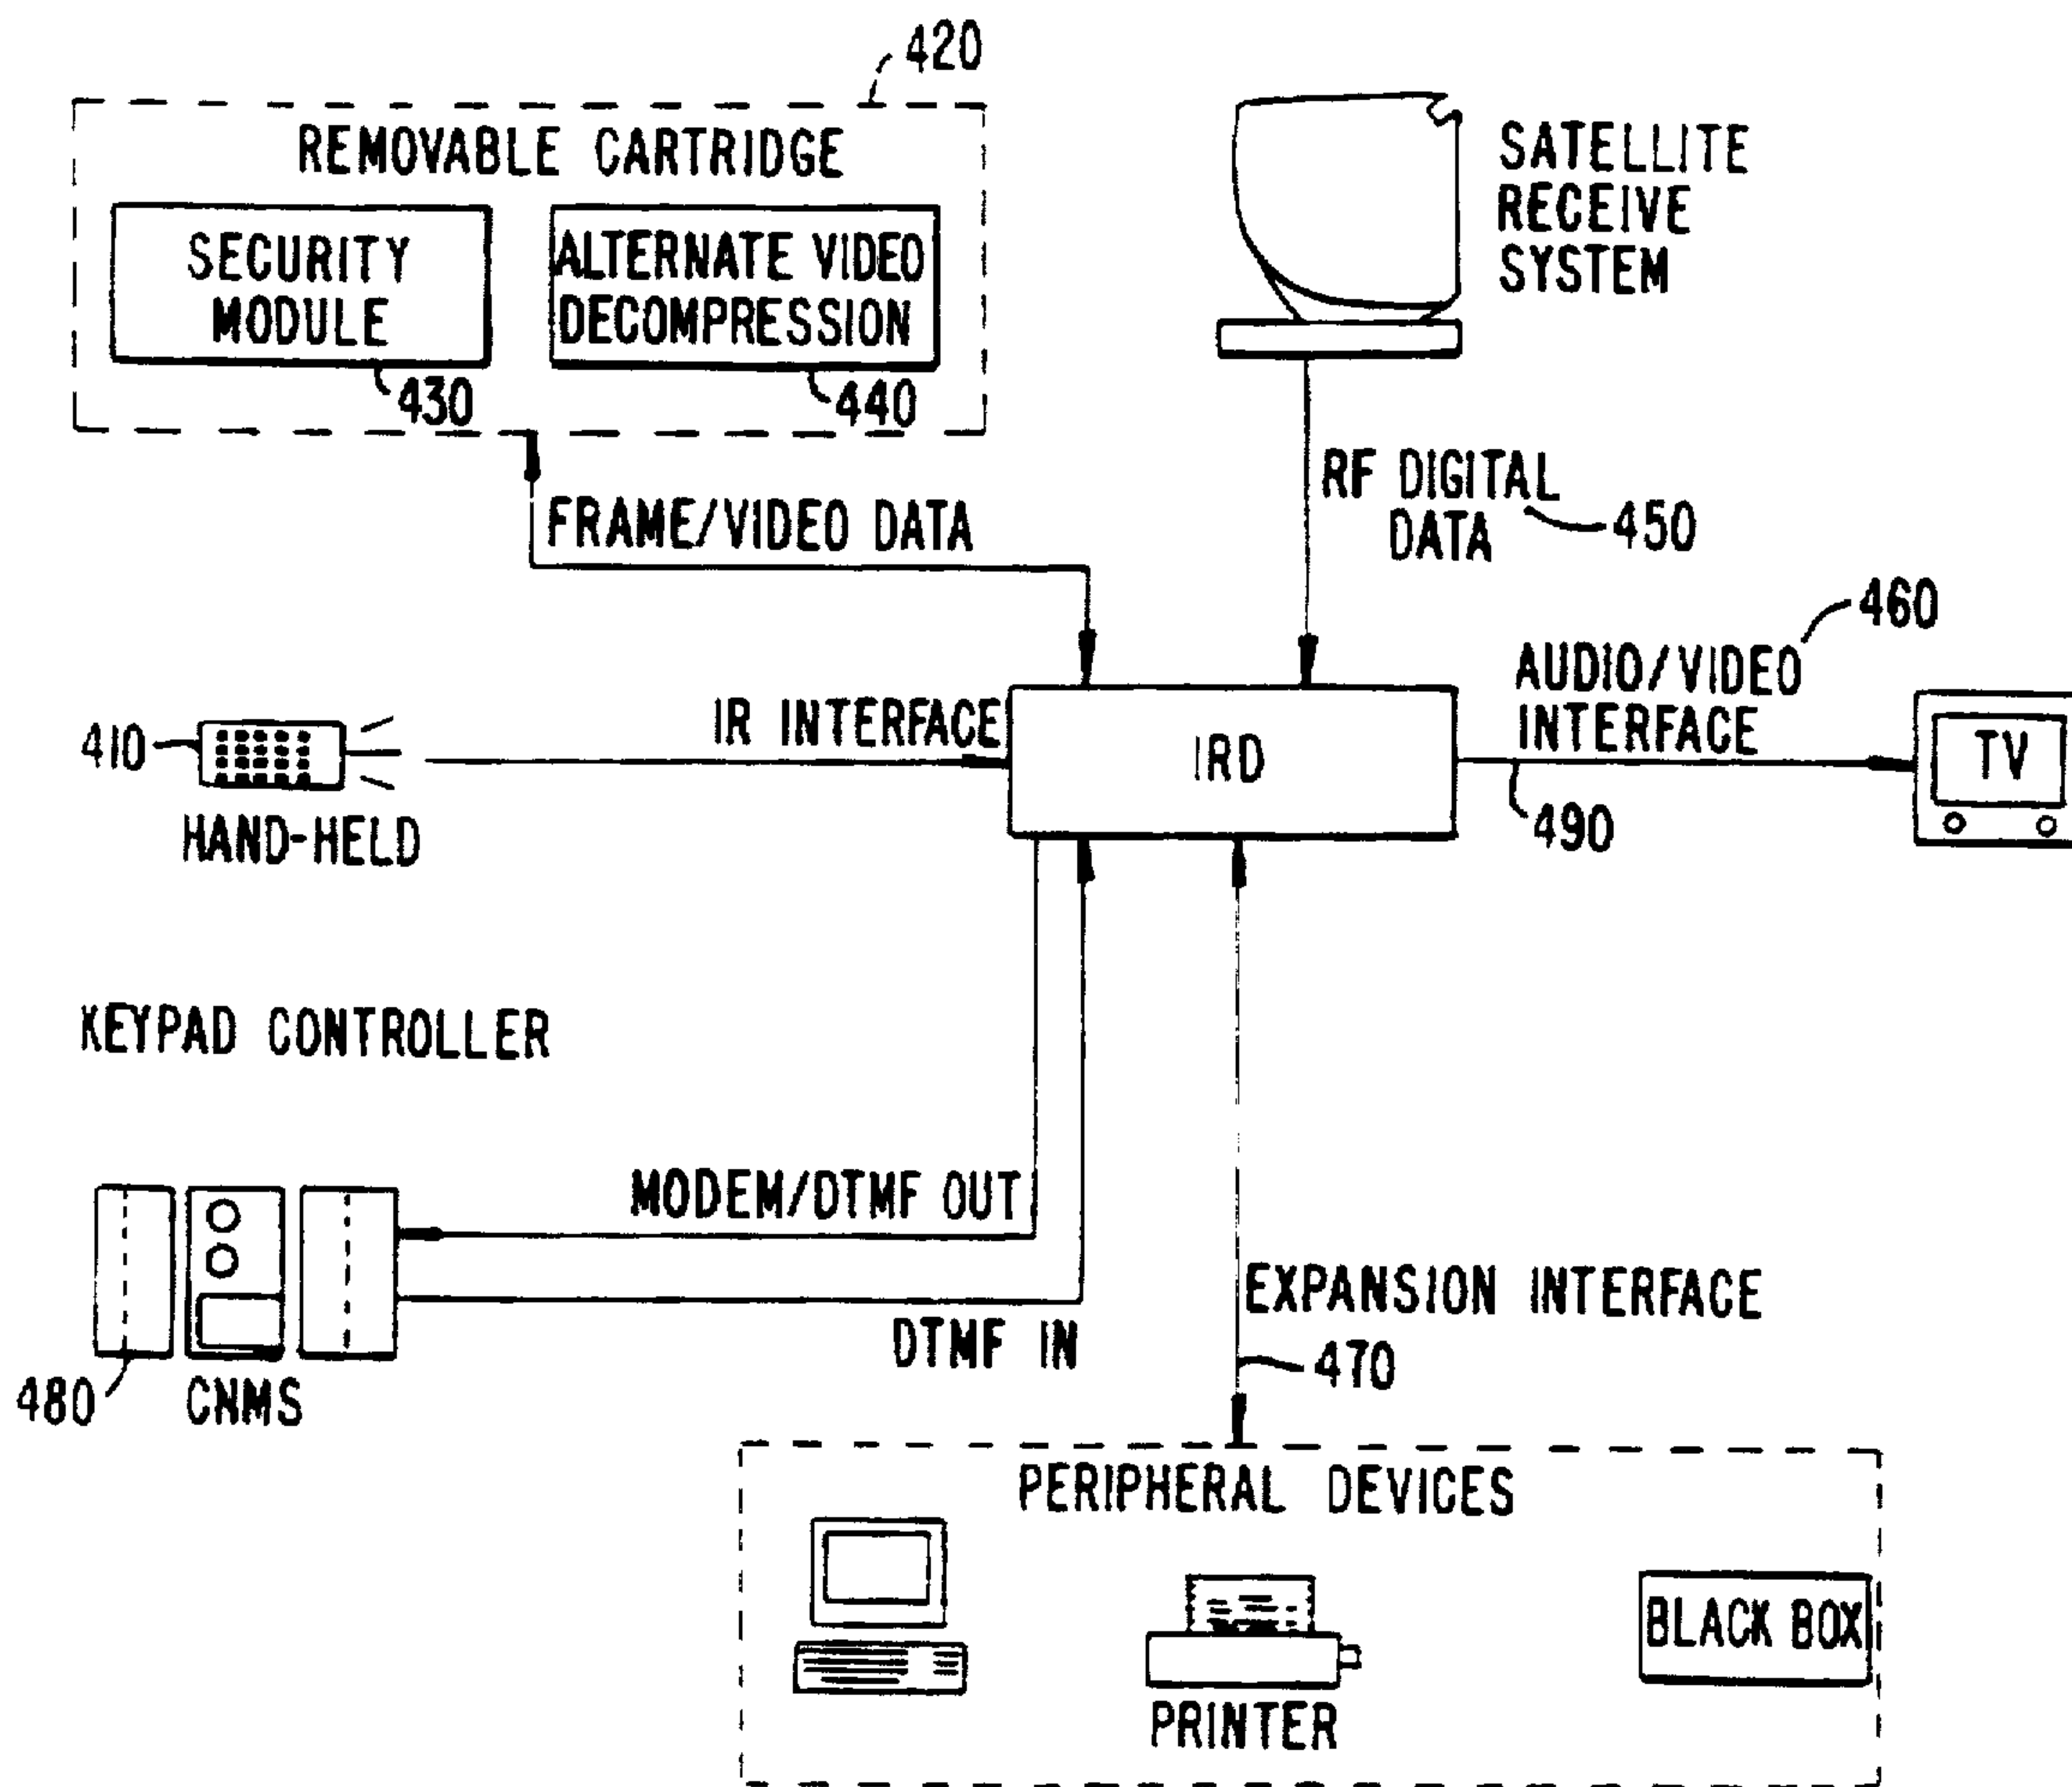 420
REMOVABLE CARTRIDGE
SECURITY
MODULE
430
ALTERNATE VIDEO
DECOMPRESSION
440
SATELLITE
RECEIVE
SYSTEM
FRAME/VIDEO DATA
RF DIGITAL
DATA
450
460
AUDIO/VIDEO
INTERFACE
410
HAND-HELD
IR INTERFACE
IRD
490
TV
KEYPAD CONTROLLER
MODEM/DTMF OUT
DTMF IN
480
CNMS
EXPANSION INTERFACE
470
PERIPHERAL DEVICES
PRINTER
BLACK BOX